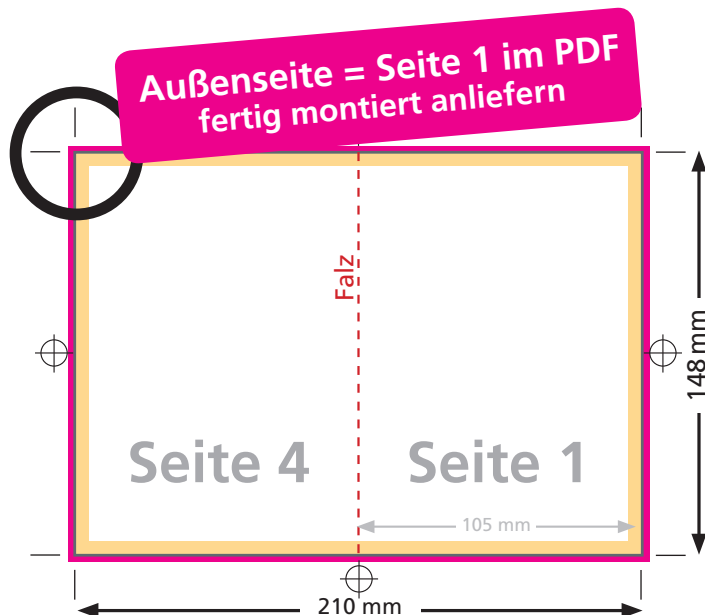 Außenseite = Seite 1 im PDF
fertig montiert anliefern
Falz
148 mm
Seite 4
Seite 1
105 mm
210 mm